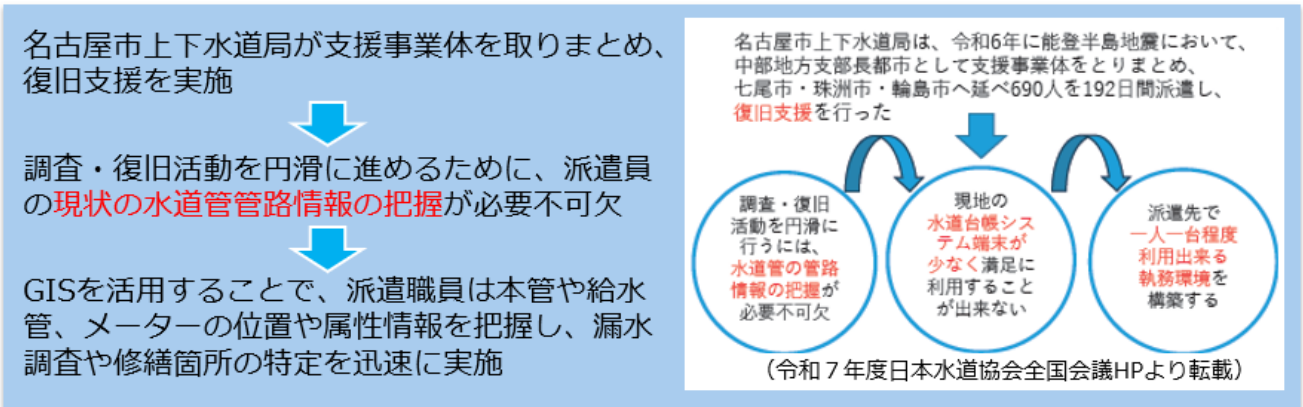 名古屋市上下水道局が支援事業体を取りまとめ、
復旧支援を実施
調査・復旧活動を円滑に進めるために、派遣員
の現状の水道管管路情報の把握が必要不可欠
GISを活用することで、派遣職員は本管や給水
管、メーターの位置や属性情報を把握し、漏水
調査や修繕箇所の特定を迅速に実施
名古屋市上下水道局は、令和6年に能登半島地震において、
中部地方支部長都市として支援事業体をとりまとめ、
七尾市・珠洲市・輪島市へ延べ690人を192日間派遣し、
復旧支援を行った
調査・復旧
活動を円滑に
行うには、
水道管の管路
情報の把握が
必要不可欠
現地の
水道台帳シス
テム端末が
少なく満足に
利用すること
が出来ない
派遣先で
一人一台程度
利用出来る
執務環境を
構築する
（令和７年度日本水道協会全国会議HPより転載）